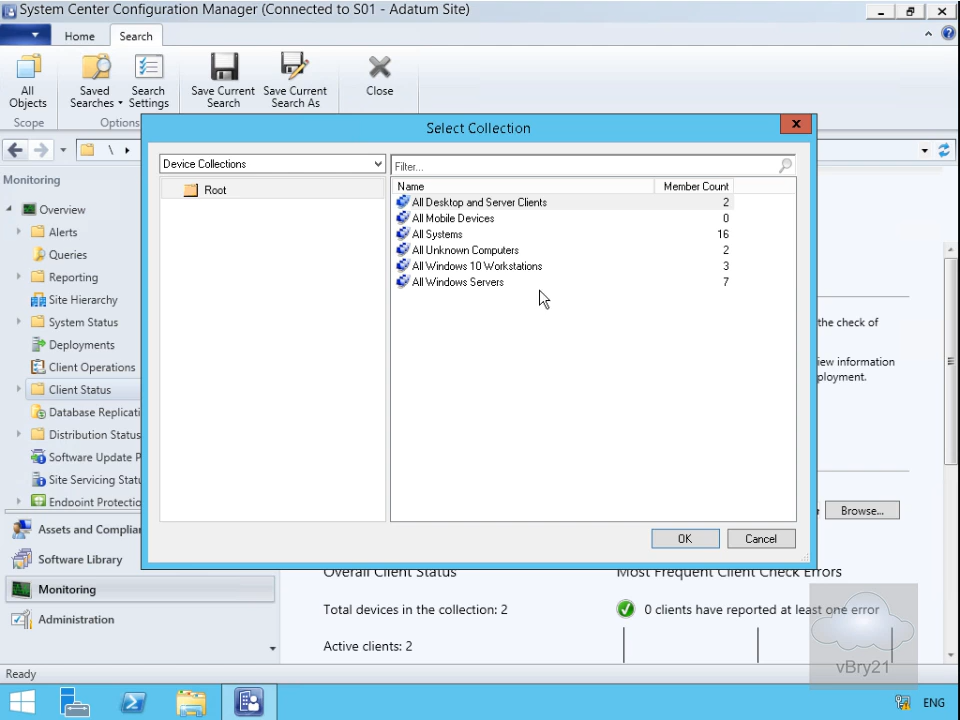 System Center Configuration Manager (Connected to S01 - Adatum Site)
Home
Search
All Objects
Saved Searches
Search Settings
Save Current Search
Save Current Search As
Close
Scope
Options
\
Select Collection
Device Collections
Filter...
Root
Name
Member Count
All Desktop and Server Clients 2
All Mobile Devices 0
All Systems 16
All Unknown Computers 2
All Windows 10 Workstations 3
All Windows Servers 7
OK
Cancel
Monitoring
Overview
Alerts
Queries
Reporting
Site Hierarchy
System Status
Deployments
Client Operations
Client Status
Database Replicati
Distribution Status
Software Update P
Site Servicing Statu
Endpoint Protectio
Assets and Complian
Software Library
Monitoring
Administration
the check of
iew information
ployment.
Browse...
Overall Client Status
Most Frequent Client Check Errors
Total devices in the collection: 2
0 clients have reported at least one error
Active clients: 2
vBry21
Ready
ENG